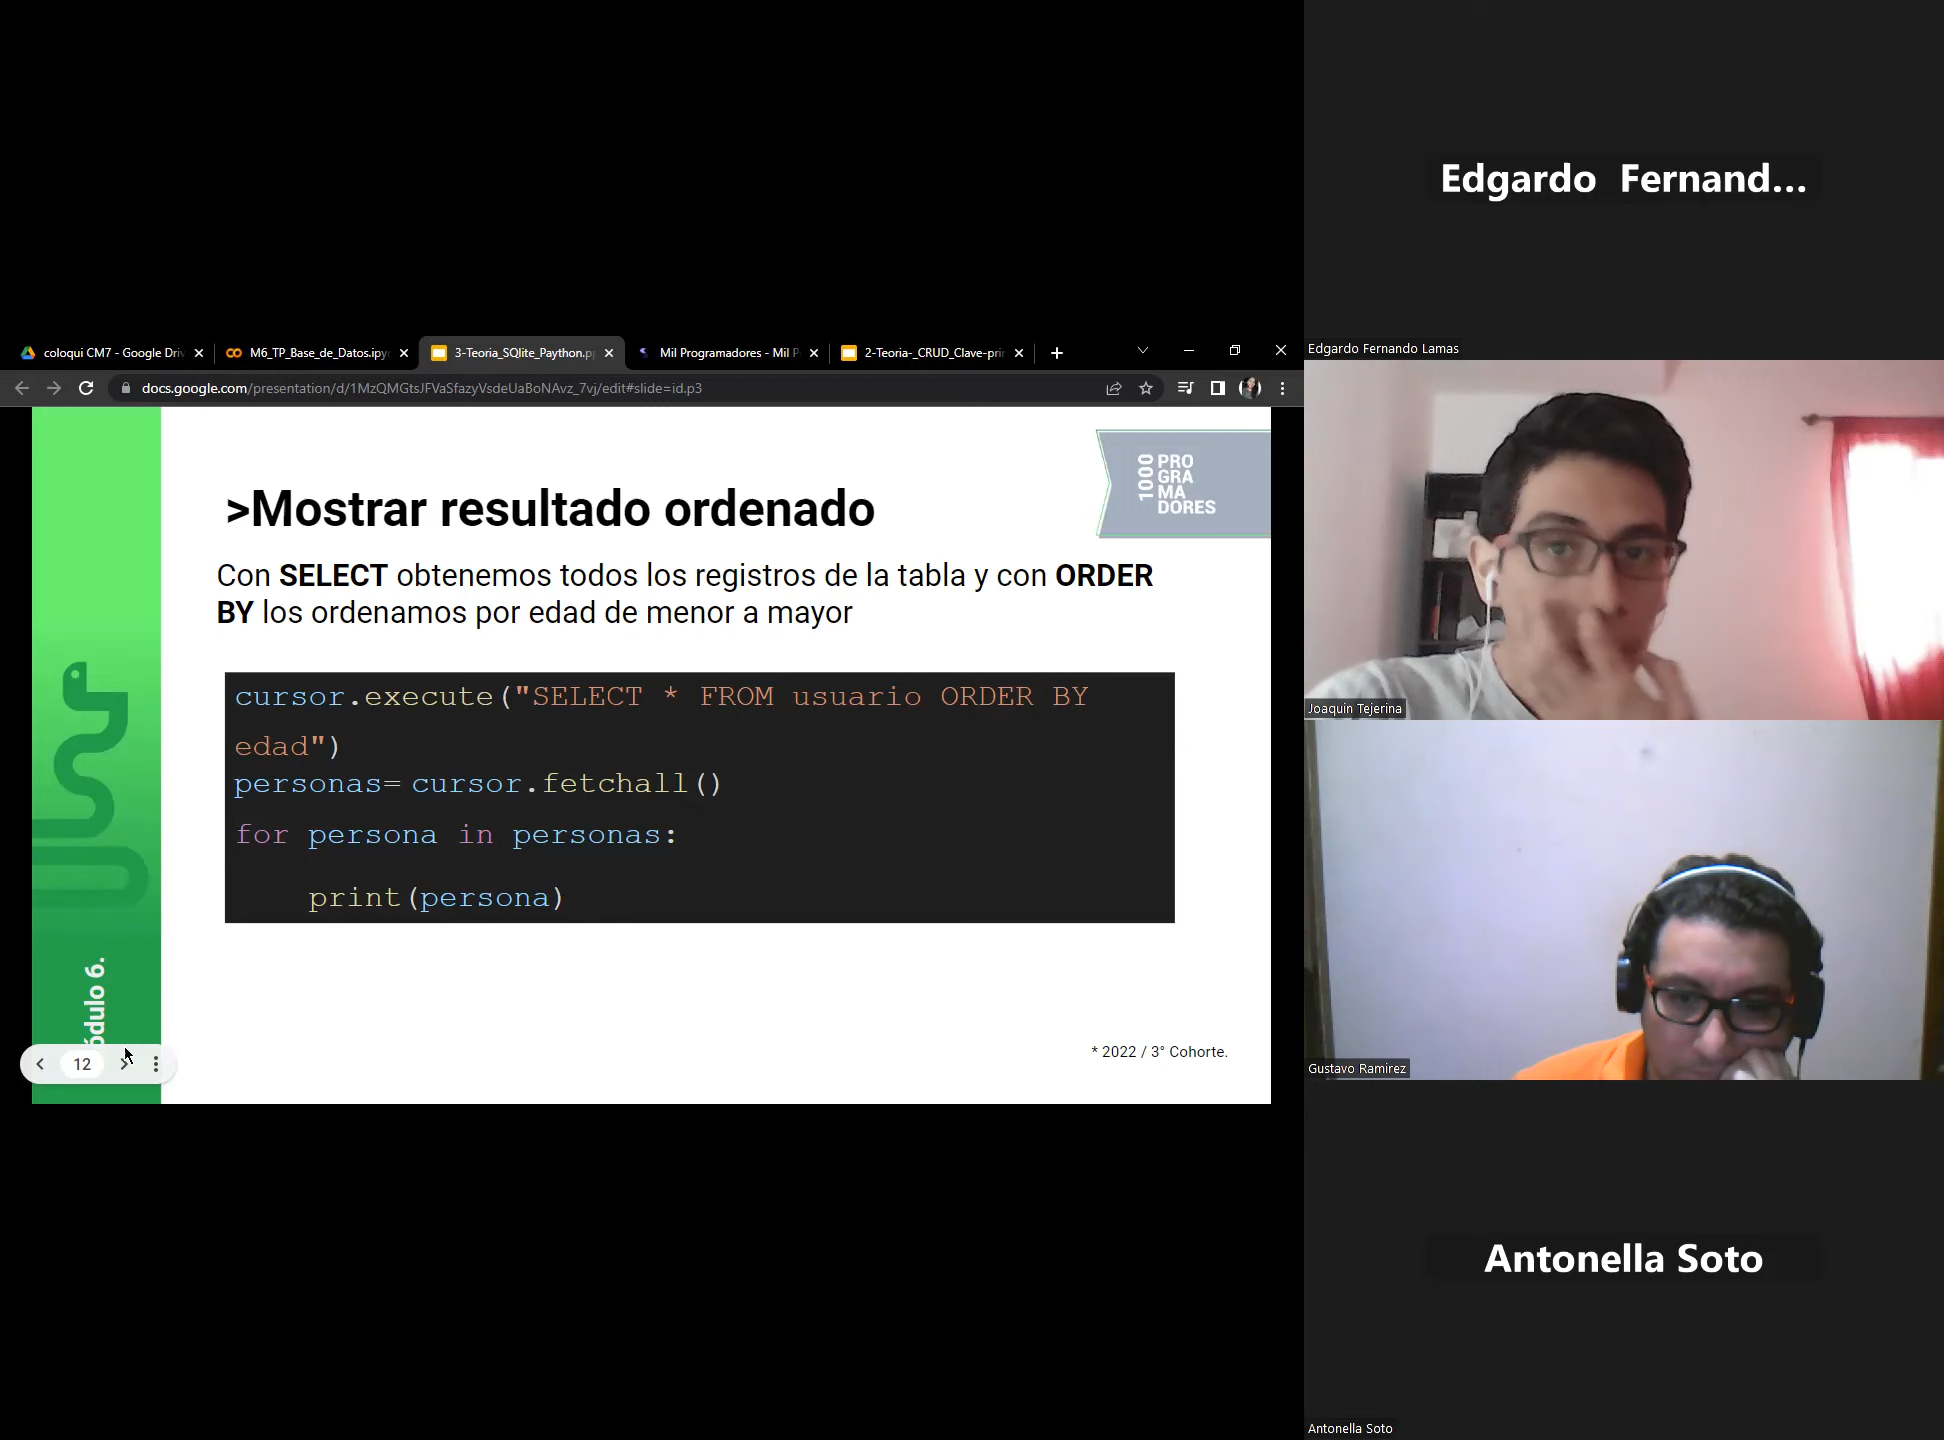 Edgardo Fernand...
Edgardo Fernando Lamas
coloqui CM7 - Google Driv
M6_TP_Base_de_Datos.ipy
3-Teoria_SQlite_Paython.p
Mil Programadores - Mil P
2-Teoria-_CRUD_Clave-pri
docs.google.com/presentation/d/1MzQMGtsJFVaSfazyVsdeUaBoNAvz_7vj/edit#slide=id.p3
1000
PRO
GRA
MA
DORES
>Mostrar resultado ordenado
Con SELECT obtenemos todos los registros de la tabla y con ORDER
BY los ordenamos por edad de menor a mayor
cursor.execute("SELECT * FROM usuario ORDER BY
edad")
personas= cursor.fetchall()
for persona in personas:
print(persona)
ódulo 6.
12
* 2022 / 3° Cohorte.
Joaquin Tejerina
Gustavo Ramirez
Antonella Soto
Antonella Soto